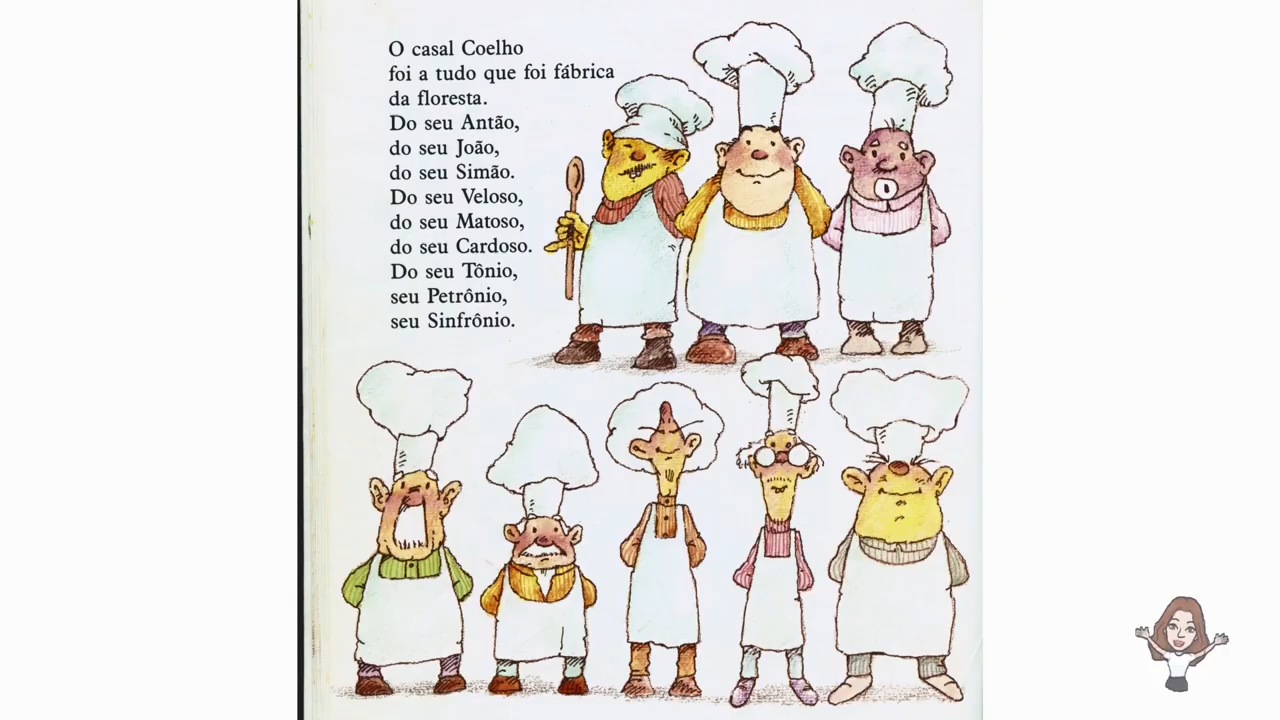 O casal Coelho
foi a tudo que foi fábrica
da floresta.
Do seu Antão,
do seu João,
do seu Simão.
Do seu Veloso,
do seu Matoso,
do seu Cardoso.
Do seu Tônio,
seu Petrônio,
seu Sinfrônio.